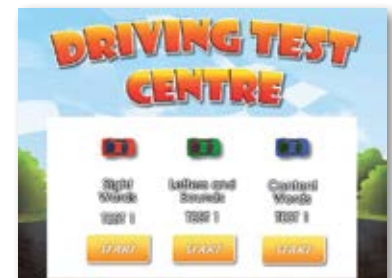 DRIVING TEST
CENTRE
Sight Letters and Content
Words Sounds Words
TEST 1 TEST 1 TEST 1
START START START